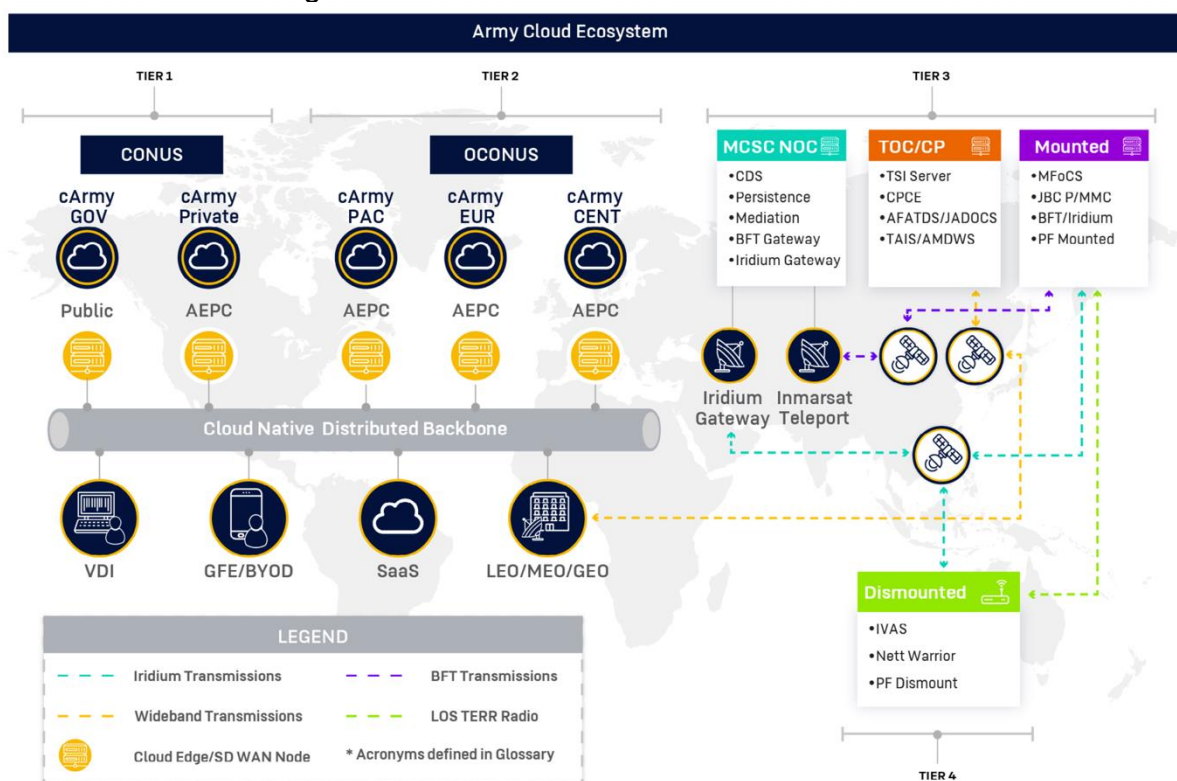 Army Cloud Ecosystem
TIER 1
TIER 2
TIER 3
CONUS
OCONUS
cArmy
GOV
cArmy
Private
cArmy
PAC
cArmy
EUR
cArmy
CENT
Public
AEPC
AEPC
AEPC
AEPC
Cloud Native Distributed Backbone
VDI
GFE/BYOD
SaaS
LEO/MEO/GEO
MCSC NOC
•CDS
•Persistence
•Mediation
•BFT Gateway
•Iridium Gateway
TOC/CP
•TSI Server
•CPCE
•AFATDS/JADOCS
•TAIS/AMDWS
Mounted
•MFoCS
•JBC P/MMC
•BFT/Iridium
•PF Mounted
Iridium
Gateway
Inmarsat
Teleport
Dismounted
•IVAS
•Nett Warrior
•PF Dismount
TIER 4
LEGEND
Iridium Transmissions
BFT Transmissions
Wideband Transmissions
LOS TERR Radio
Cloud Edge/SD WAN Node
* Acronyms defined in Glossary